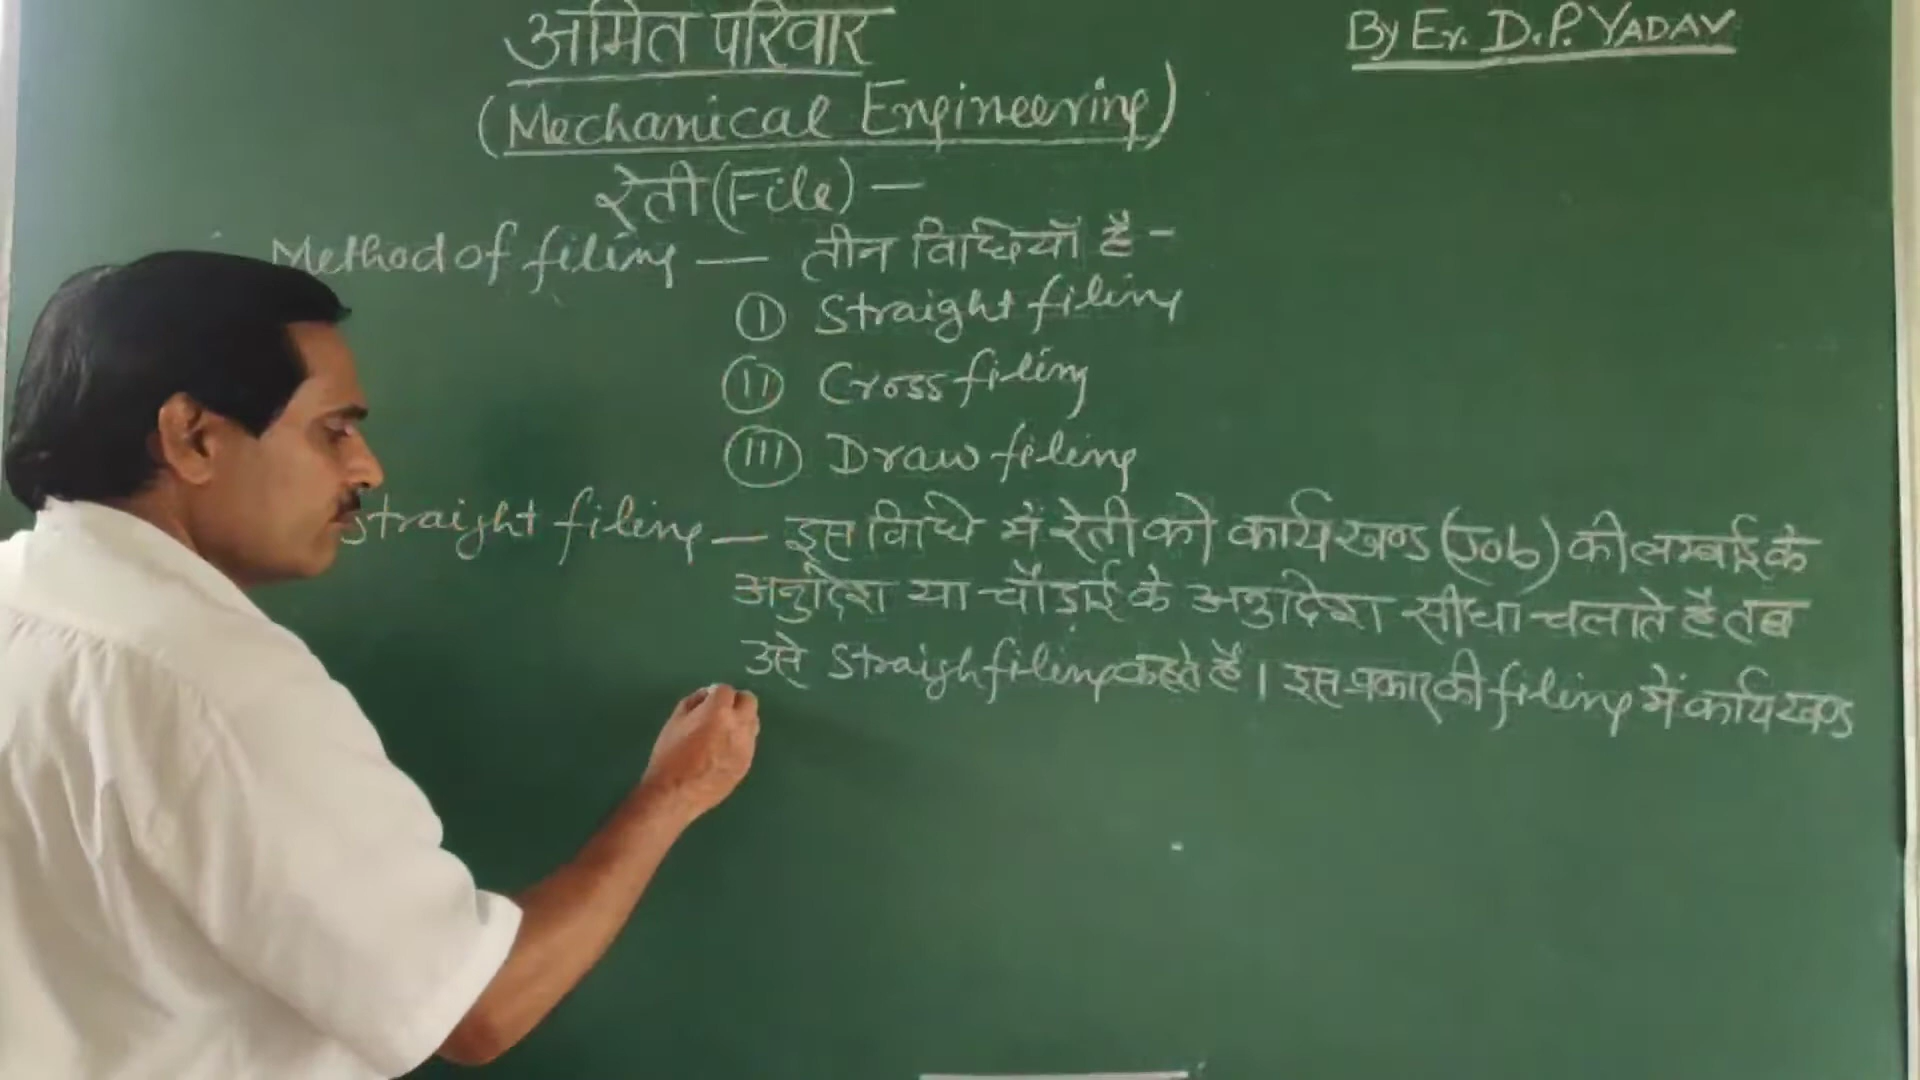 अमित परिवार
By Er. D.P. YADAV
(Mechanical Engineering)
रेती (File) —
Method of filing — तीन विधियाँ है -
(I) Straight filing
(II) Cross filing
(III) Draw filing
Straight filing — इस विधि में रेती को कार्यखण्ड (Job) की लम्बाई के
अनुदिश या चौड़ाई के अनुदिश सीधा चलाते है तब
उसे Straigh filing कहते हैं । इस प्रकार की filing में कार्यखण्ड